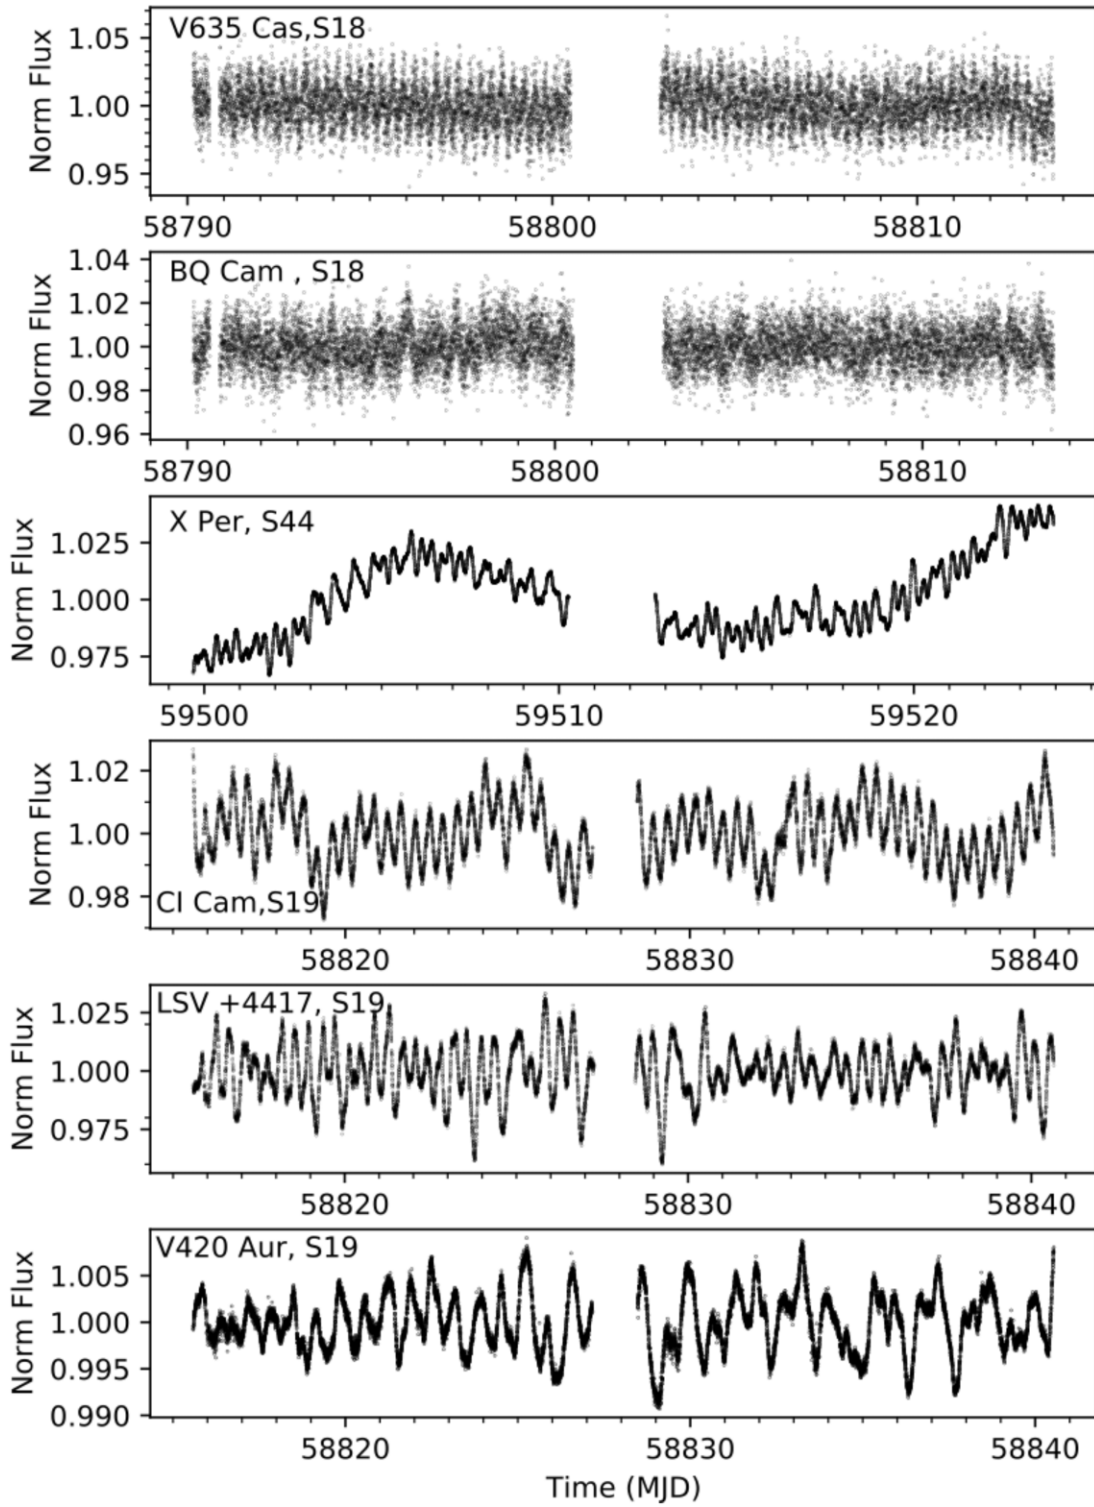 V635 Cas,S18
1.05
1.00
0.95
Norm Flux
58790 58800 58810
BQ Cam , S18
1.04
1.02
1.00
0.98
0.96
Norm Flux
58790 58800 58810
X Per, S44
1.025
1.000
0.975
Norm Flux
59500 59510 59520
1.02
1.00
0.98
Norm Flux
CI Cam,S19
58820 58830 58840
LSV +4417, S19
1.025
1.000
0.975
Norm Flux
58820 58830 58840
V420 Aur, S19
1.005
1.000
0.995
0.990
Norm Flux
58820 58830 58840
Time (MJD)